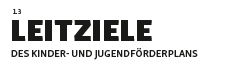 1.3
LEITZIELE
DES KINDER- UND JUGENDFÖRDERPLANS